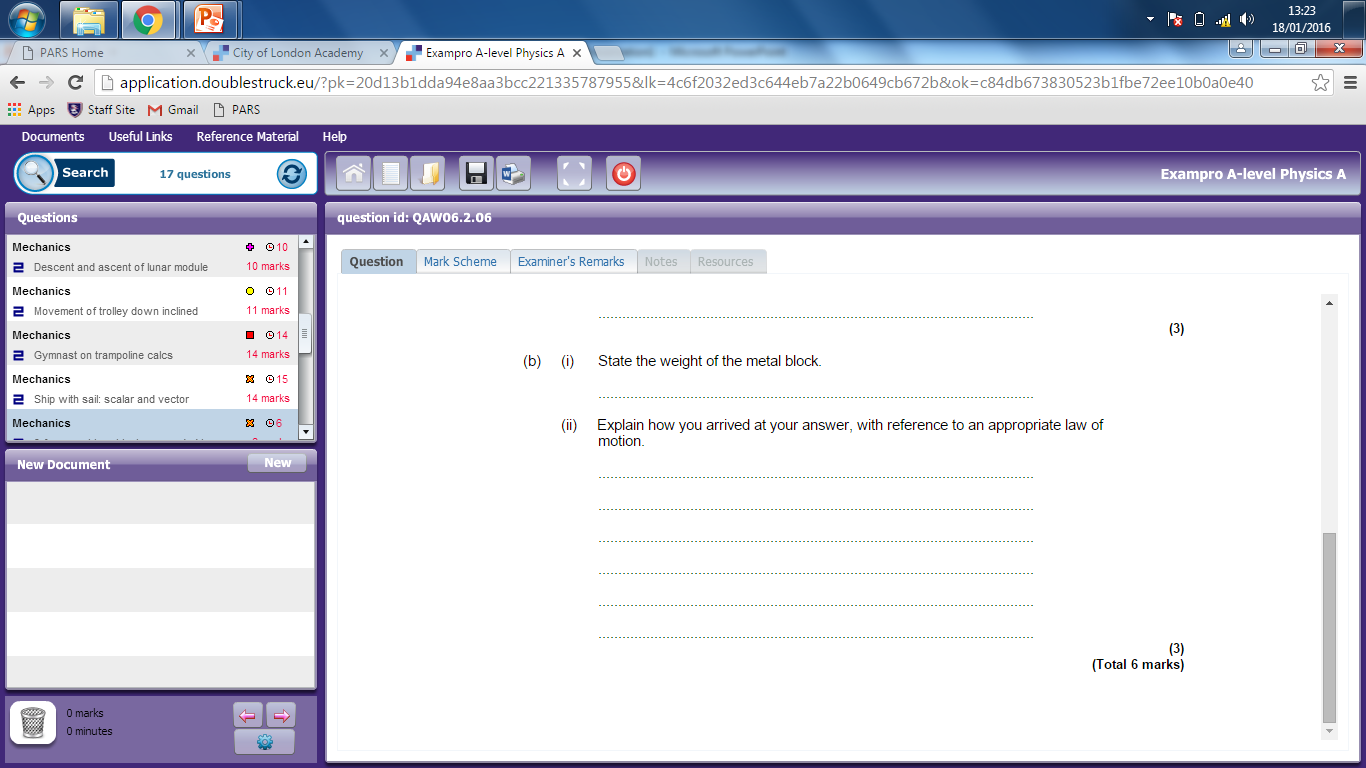 13:23
18/01/2016
PARS Home
City of London Academy
Exampro A-level Physics A
application.doublestruck.eu/?pk=20d13b1dda94e8aa3bcc221335787955&lk=4c6f2032ed3c644eb7a22b0649cb672b&ok=c84db673830523b1fbe72ee10b0a0e40
Apps Staff Site Gmail PARS
Documents Useful Links Reference Material Help
Search 17 questions
Exampro A-level Physics A
Questions
Mechanics 10
Descent and ascent of lunar module 10 marks
Mechanics 11
Movement of trolley down inclined 11 marks
Mechanics 14
Gymnast on trampoline calcs 14 marks
Mechanics 15
Ship with sail: scalar and vector 14 marks
Mechanics 6
New Document New
0 marks
0 minutes
question id: QAW06.2.06
Question Mark Scheme Examiner's Remarks Notes Resources
(3)
(b) (i) State the weight of the metal block.
(ii) Explain how you arrived at your answer, with reference to an appropriate law of
motion.
(3)
(Total 6 marks)